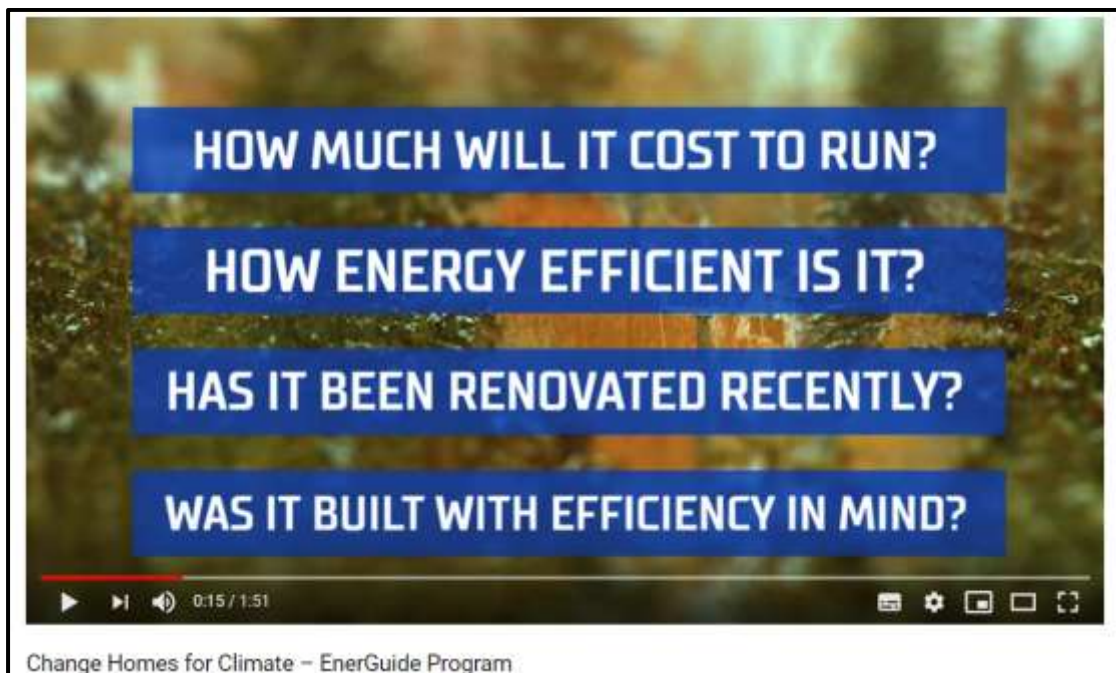 HOW MUCH WILL IT COST TO RUN?
HOW ENERGY EFFICIENT IS IT?
HAS IT BEEN RENOVATED RECENTLY?
WAS IT BUILT WITH EFFICIENCY IN MIND?
0:15 / 1:51
Change Homes for Climate – EnerGuide Program